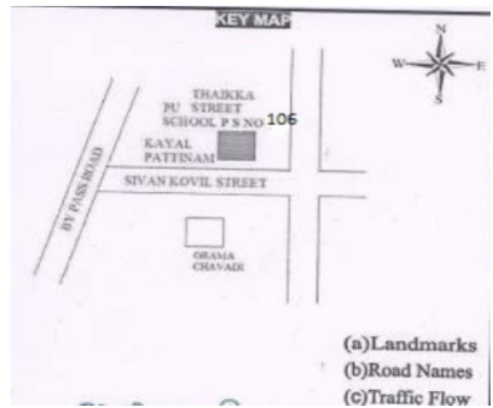 KEY MAP
N
W E
S
THAIKKA
PU STREET
SCHOOL P S NO 106
KAYAL
PATTINAM
SIVAN KOVIL STREET
BY PASS ROAD
GRAMA
CHAVADI
(a)Landmarks
(b)Road Names
(c)Traffic Flow